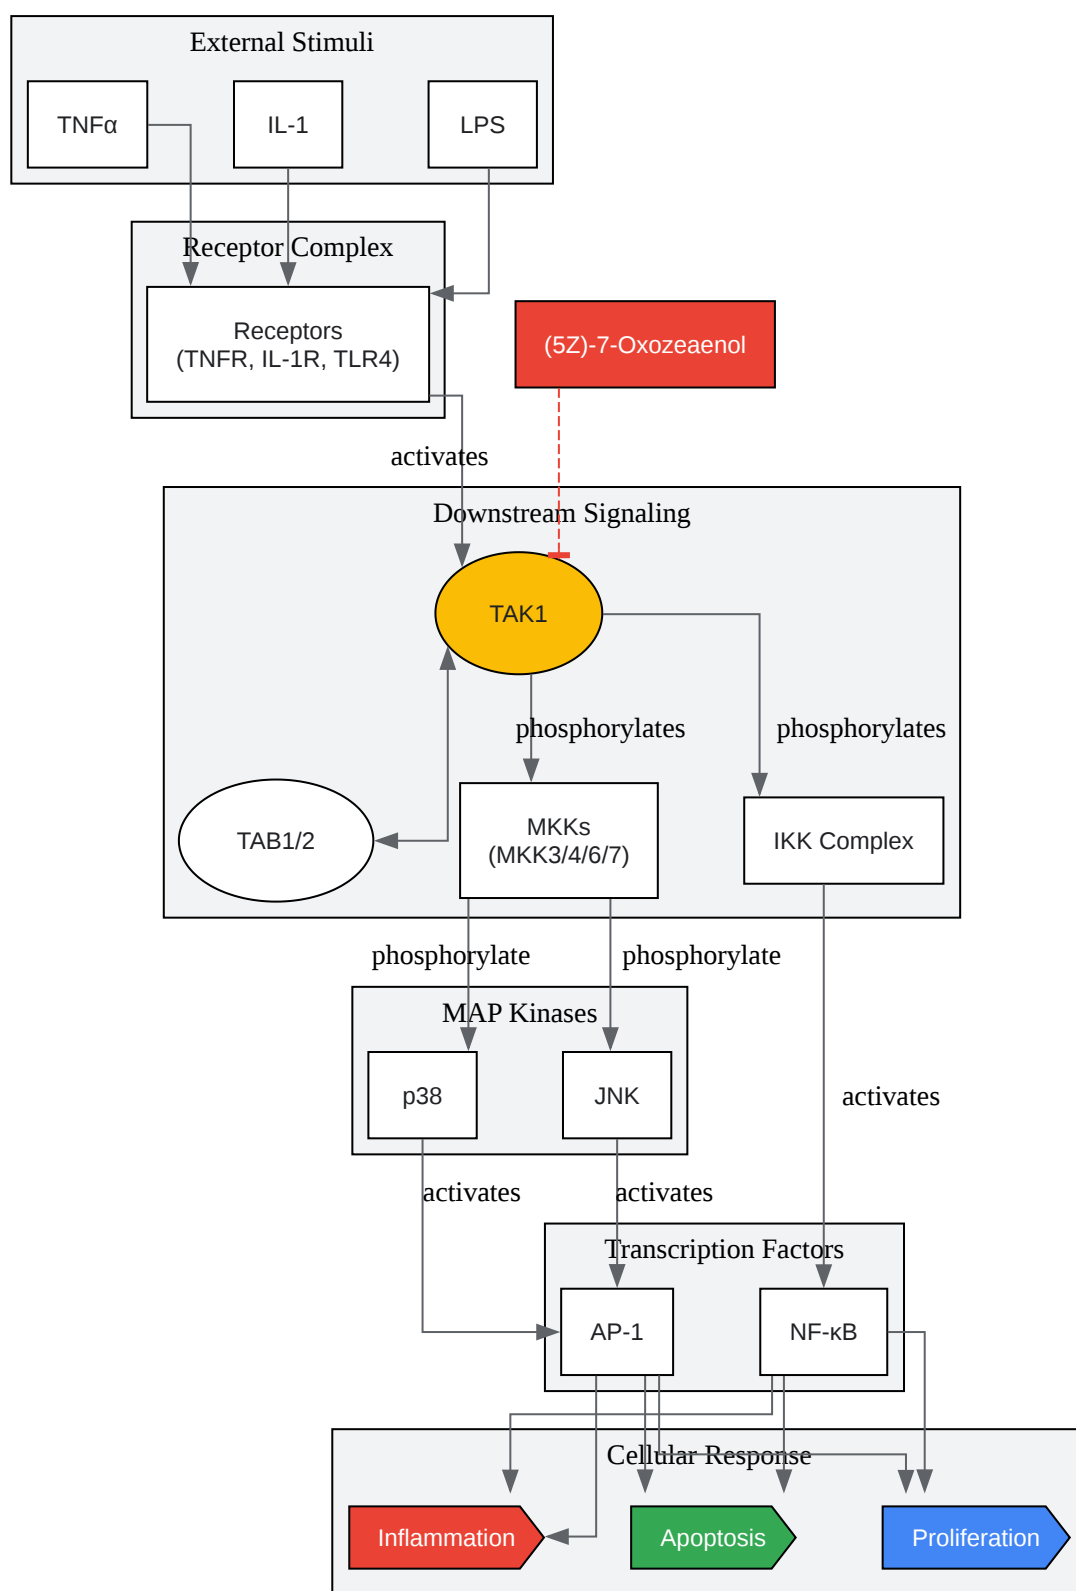 External Stimuli
TNFα
IL-1
LPS
Receptor Complex
Receptors
(TNFR, IL-1R, TLR4)
(5Z)-7-Oxozeaenol
activates
Downstream Signaling
TAK1
phosphorylates
phosphorylates
TAB1/2
MKKs
(MKK3/4/6/7)
IKK Complex
phosphorylate
phosphorylate
MAP Kinases
p38
JNK
activates
activates
activates
Transcription Factors
AP-1
NF-κB
Cellular Response
Inflammation
Apoptosis
Proliferation